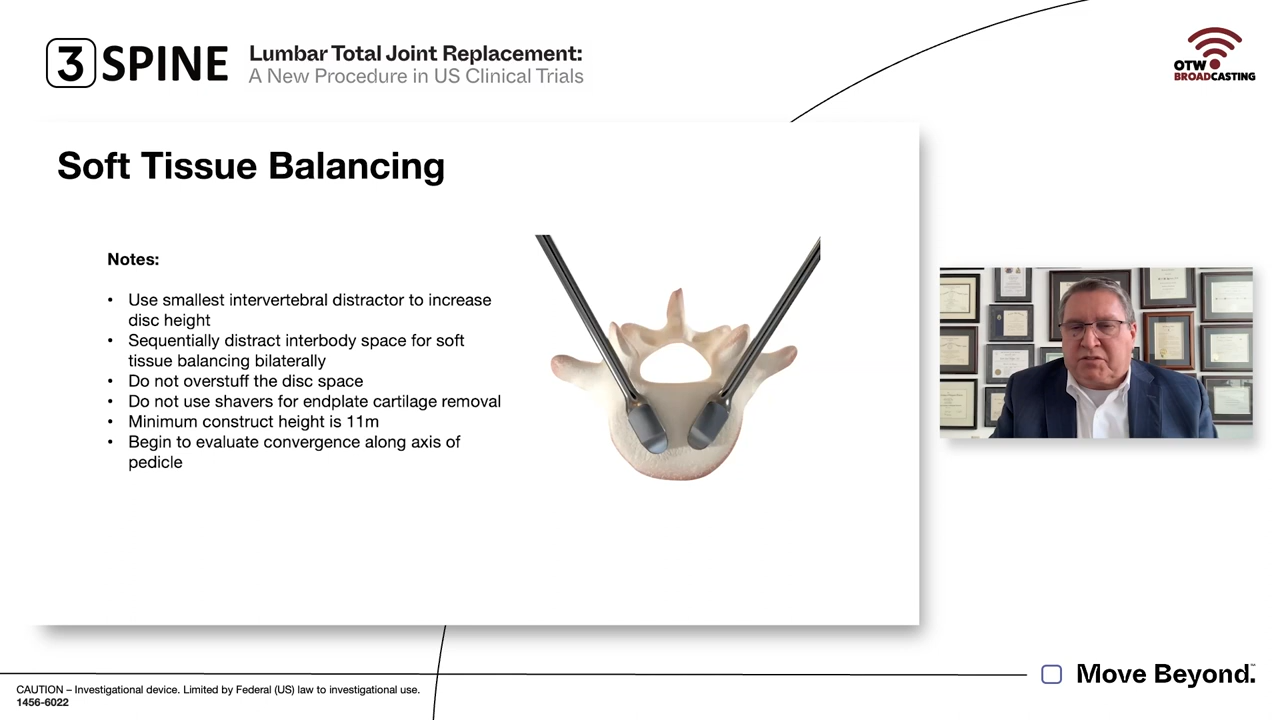 3SPINE
Lumbar Total Joint Replacement:
A New Procedure in US Clinical Trials
OTW
BROADCASTING
Soft Tissue Balancing
Notes:
• Use smallest intervertebral distractor to increase
disc height
• Sequentially distract interbody space for soft
tissue balancing bilaterally
• Do not overstuff the disc space
• Do not use shavers for endplate cartilage removal
• Minimum construct height is 11m
• Begin to evaluate convergence along axis of
pedicle
Move Beyond.™
CAUTION – Investigational device. Limited by Federal (US) law to investigational use.
1456-6022